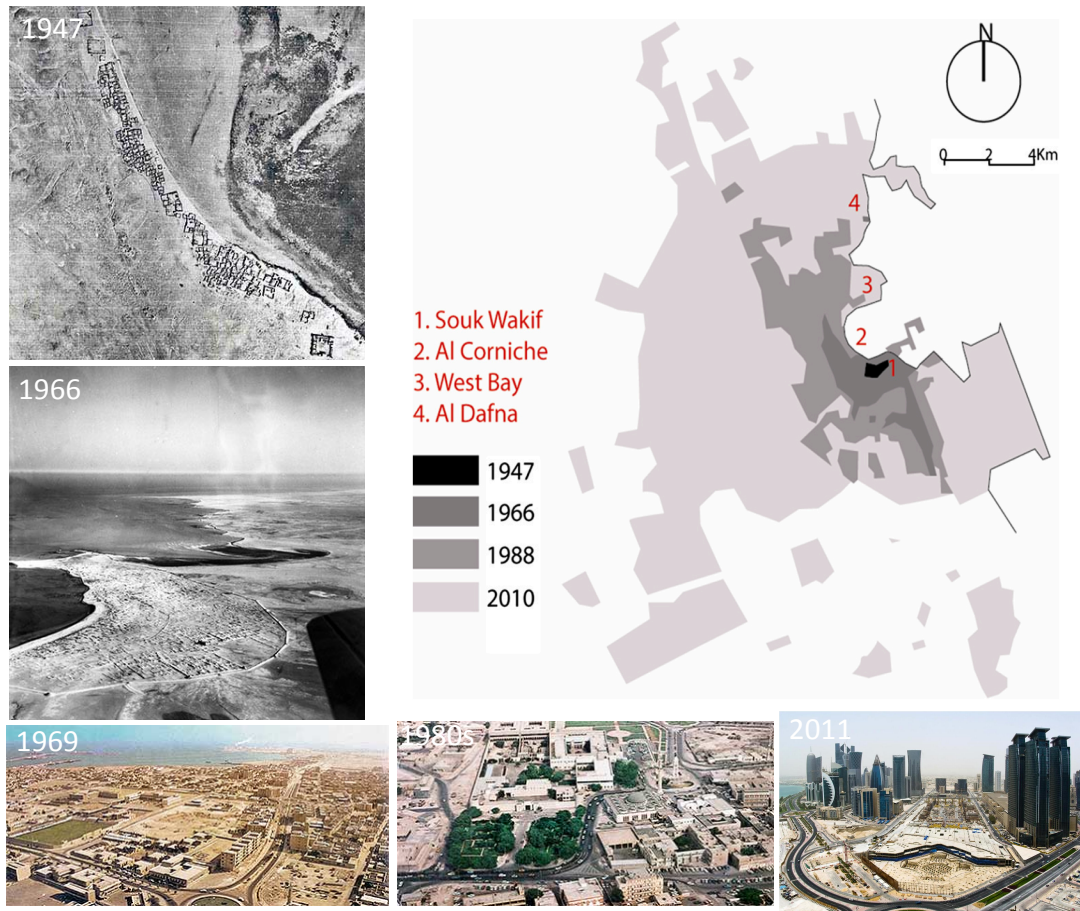 1947
1966
1969
1980s
2011
N
0 2 4Km
4
3
2
1
1. Souk Wakif
2. Al Corniche
3. West Bay
4. Al Dafna
1947
1966
1988
2010